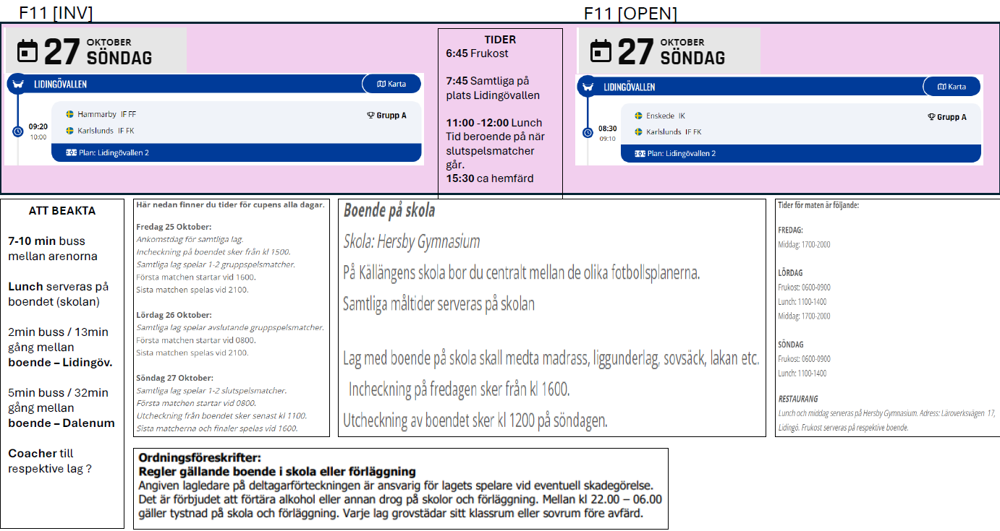 F11 [INV]
27
OKTOBER
SÖNDAG
LIDINGÖVALLEN
Karta
09:20
10:00
Hammarby IF FF
Karlslunds IF FK
Grupp A
Plan: Lidingövallen 2
TIDER
6:45 Frukost
7:45 Samtliga på
plats Lidingövallen
11:00 -12:00 Lunch
Tid beroende på när
slutspelsmatcher
går.
15:30 ca hemfärd
F11 [OPEN]
27
OKTOBER
SÖNDAG
LIDINGÖVALLEN
Karta
08:30
09:10
Enskede IK
Karlslunds IF FK
Grupp A
Plan: Lidingövallen 2
ATT BEAKTA
7-10 min buss
mellan arenorna
Lunch serveras på
boendet (skolan)
2min buss / 13min
gång mellan
boende – Lidingöv.
5min buss / 32min
gång mellan
boende – Dalenum
Coacher till
respektive lag ?
Här nedan finner du tider för cupens alla dagar.
Fredag 25 Oktober:
Ankomstdag för samtliga lag.
Incheckning på boendet sker från kl 1500.
Samtliga lag spelar 1-2 gruppspelsmatcher.
Första matchen startar vid 1600.
Sista matchen spelas vid 2100.
Lördag 26 Oktober:
Samtliga lag spelar avslutande gruppspelsmatcher.
Första matchen startar vid 0800.
Sista matchen spelas vid 2100.
Söndag 27 Oktober:
Samtliga lag spelar 1-2 slutspelsmatcher.
Första matchen startar vid 0800.
Utcheckning från boendet sker senast kl 1100.
Sista matcherna och finaler spelas vid 1600.
Boende på skola
Skola: Hersby Gymnasium
På Källängens skola bor du centralt mellan de olika fotbollsplanerna.
Samtliga måltider serveras på skolan
Lag med boende på skola skall medta madrass, liggunderlag, sovsäck, lakan etc.
Incheckning på fredagen sker från kl 1600.
Utcheckning av boendet sker kl 1200 på söndagen.
Tider för maten är följande:
FREDAG:
Middag: 1700-2000
LÖRDAG
Frukost: 0600-0900
Lunch: 1100-1400
Middag: 1700-2000
SÖNDAG
Frukost: 0600-0900
Lunch: 1100-1400
RESTAURANG
Lunch och middag serveras på Hersby Gymnasium. Adress: Läroverksvägen 17,
Lidingö. Frukost serveras på respektive boende.
Ordningsföreskrifter:
Regler gällande boende i skola eller förläggning
Angiven lagledare på deltagarförteckningen är ansvarig för lagets spelare vid eventuell skadegörelse.
Det är förbjudet att förtära alkohol eller annan drog på skolor och förläggning. Mellan kl 22.00 – 06.00
gäller tystnad på skola och förläggning. Varje lag grovstädar sitt klassrum eller sovrum före avfärd.